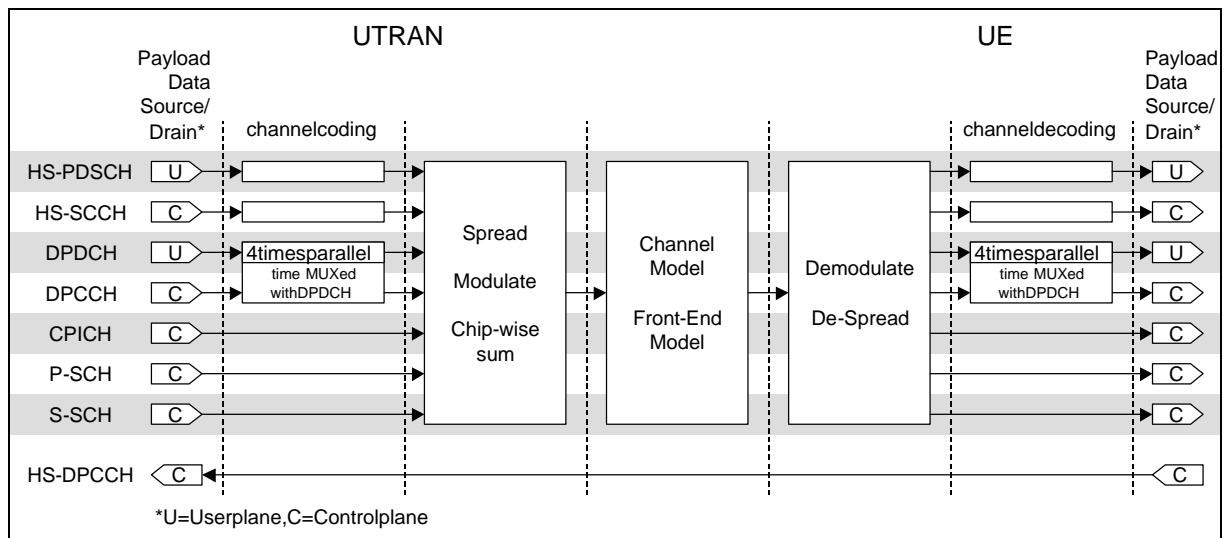 UTRAN
UE
Payload
Data
Source/
Drain*
channelcoding
channeldecoding
Payload
Data
Source/
Drain*
HS-PDSCH U U
HS-SCCH C C
DPDCH U 4timesparallel 4timesparallel U
time MUXed
withDPDCH
time MUXed
withDPDCH
DPCCH C C
CPICH C C
P-SCH C C
S-SCH C C
Spread
Modulate
Chip-wise
sum
Channel
Model
Front-End
Model
Demodulate
De-Spread
HS-DPCCH C C
*U=Userplane,C=Controlplane